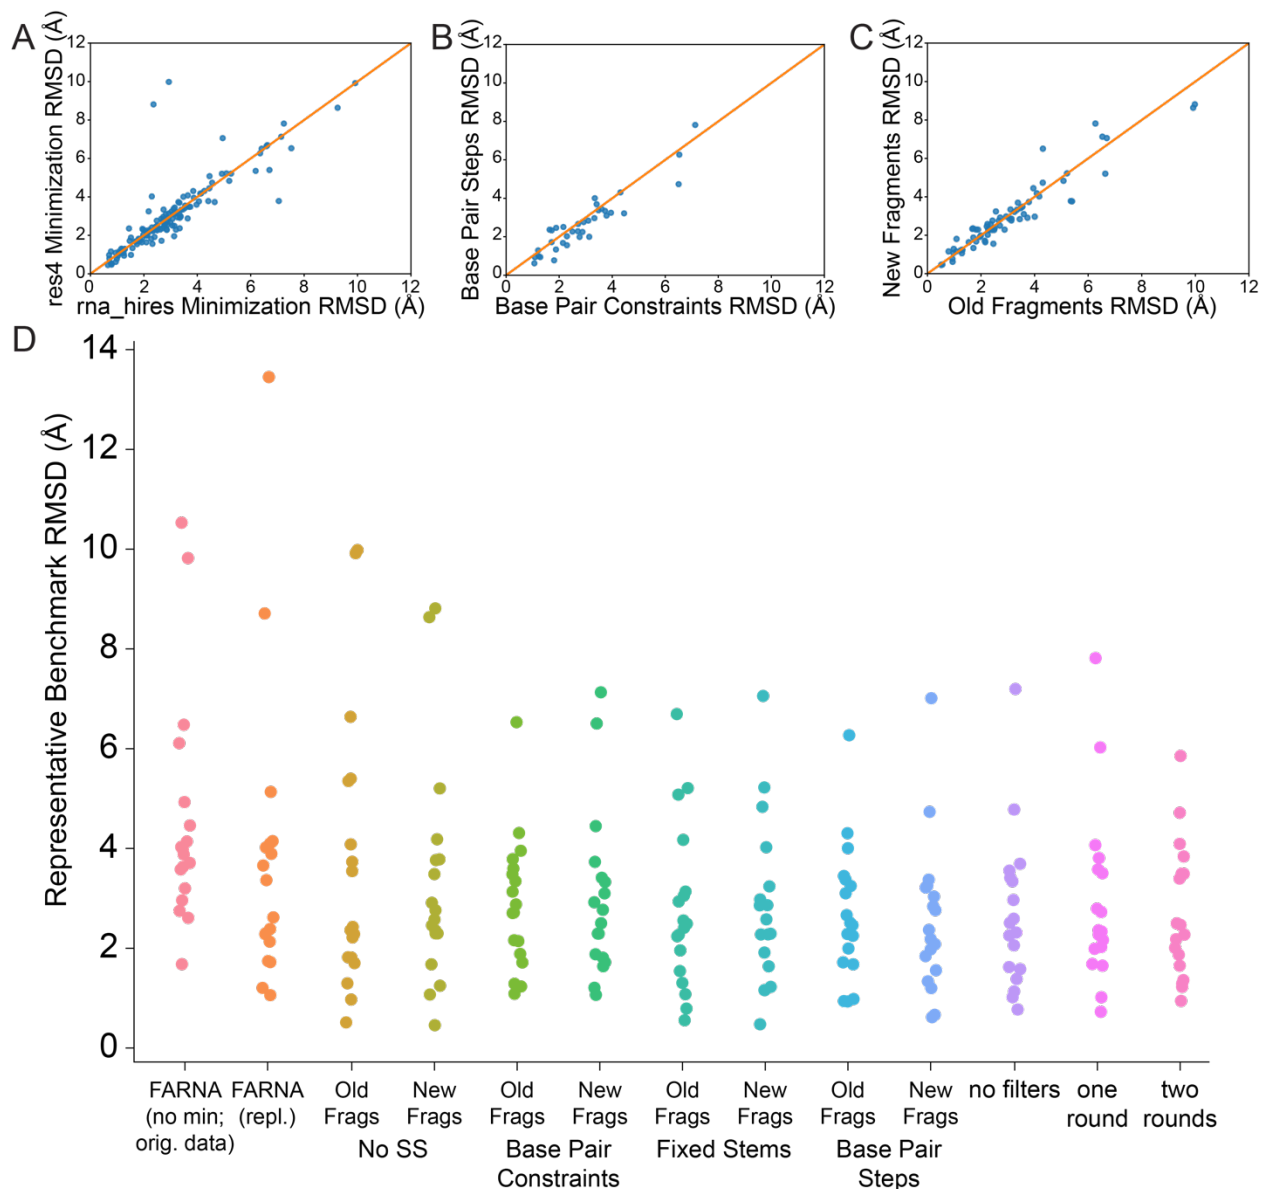 A
res4 Minimization RMSD (Å)
12
10
8
6
4
2
0
0 2 4 6 8 10 12
rna_hires Minimization RMSD (Å)
B
Base Pair Steps RMSD (Å)
12
10
8
6
4
2
0
0 2 4 6 8 10 12
Base Pair Constraints RMSD (Å)
C
New Fragments RMSD (Å)
12
10
8
6
4
2
0
0 2 4 6 8 10 12
Old Fragments RMSD (Å)
D
Representative Benchmark RMSD (Å)
14
12
10
8
6
4
2
0
FARNA
(no min;
orig. data)
FARNA
(repl.)
Old
Frags
New
Frags
No SS
Old
Frags
New
Frags
Base Pair
Constraints
Old
Frags
New
Frags
Fixed Stems
Old
Frags
New
Frags
Base Pair
Steps
no filters
one
round
two
rounds